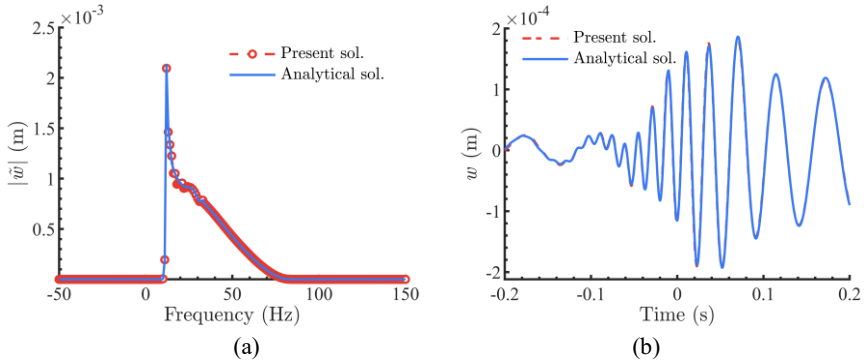 ×10⁻³
2.5
2
1.5
1
0.5
0
|w̃| (m)
Present sol.
Analytical sol.
-50
0
50
100
150
Frequency (Hz)
(a)
×10⁻⁴
2
1
0
-1
-2
w (m)
Present sol.
Analytical sol.
-0.2
-0.1
0
0.1
0.2
Time (s)
(b)